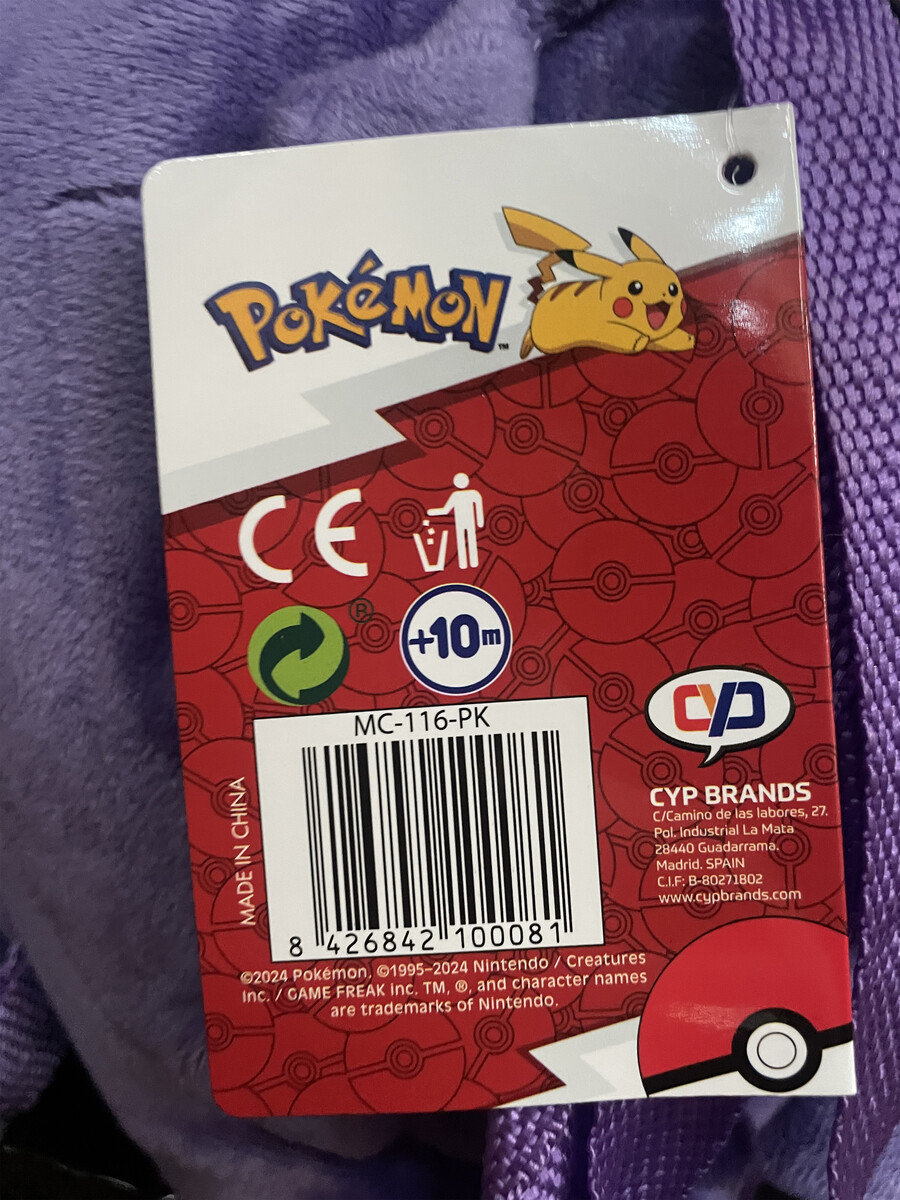 POKéMON™
CE
®
+10m
MC-116-PK
MADE IN CHINA
8 426842 100081
CYP
CYP BRANDS
C/Camino de las labores, 27.
Pol. Industrial La Mata
28440 Guadarrama.
Madrid. SPAIN
C.I.F: B-80271802
www.cypbrands.com
©2024 Pokémon. ©1995–2024 Nintendo / Creatures
Inc. / GAME FREAK inc. TM, ®, and character names
are trademarks of Nintendo.